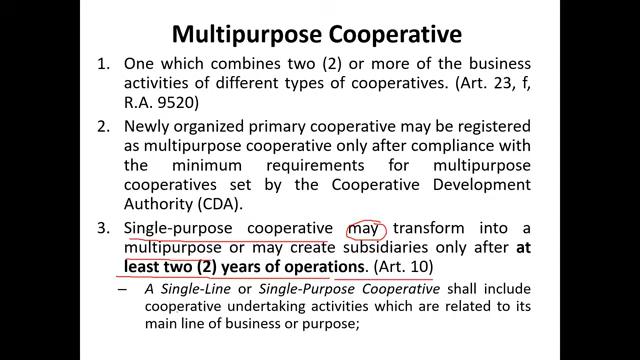 Multipurpose Cooperative
1. One which combines two (2) or more of the business
activities of different types of cooperatives. (Art. 23, f,
R.A. 9520)
2. Newly organized primary cooperative may be registered
as multipurpose cooperative only after compliance with
the minimum requirements for multipurpose
cooperatives set by the Cooperative Development
Authority (CDA).
3. Single-purpose cooperative may transform into a
multipurpose or may create subsidiaries only after at
least two (2) years of operations. (Art. 10)
– A Single-Line or Single-Purpose Cooperative shall include
cooperative undertaking activities which are related to its
main line of business or purpose;